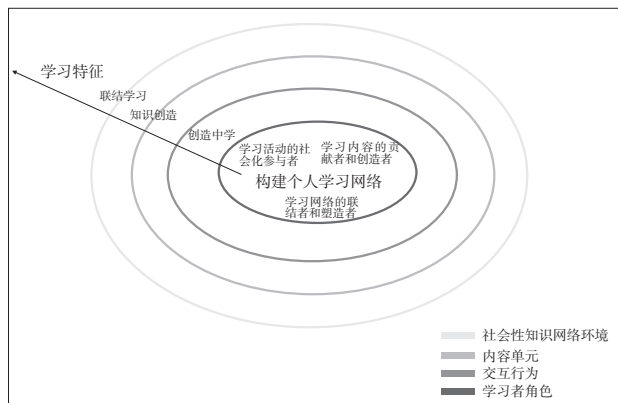 学习特征
联结学习
知识创造
创造中学
学习活动的社
会化参与者
学习内容的贡
献者和创造者
构建个人学习网络
学习网络的联
结者和塑造者
社会性知识网络环境
内容单元
交互行为
学习者角色